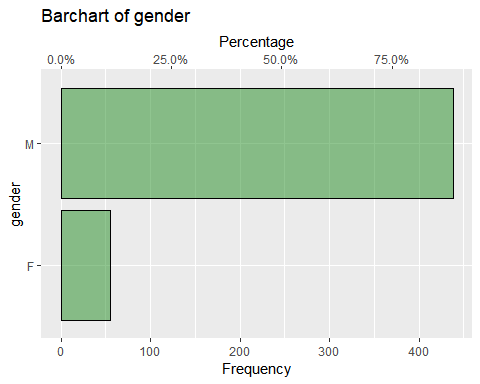 Barchart of gender
Percentage
0.0% 25.0% 50.0% 75.0%
M
gender
F
0 100 200 300 400
Frequency